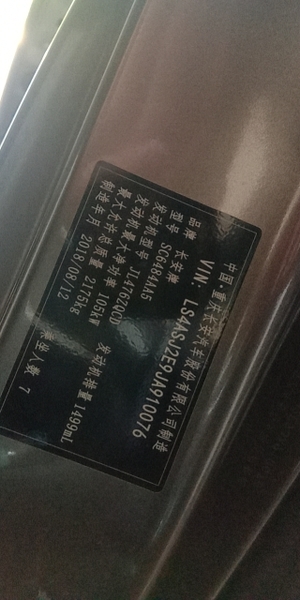 中国·重庆长安汽车股份有限公司制造
VIN: LS4ASJ2E9JA910076
品牌 长安牌
型号 SC6484AA5
发动机型号 JL476ZQCD
发动机最大净功率 105kW 发动机排量 1499mL
最大允许总质量 2175kg
制造年月 2018/08/12 乘坐人数 7